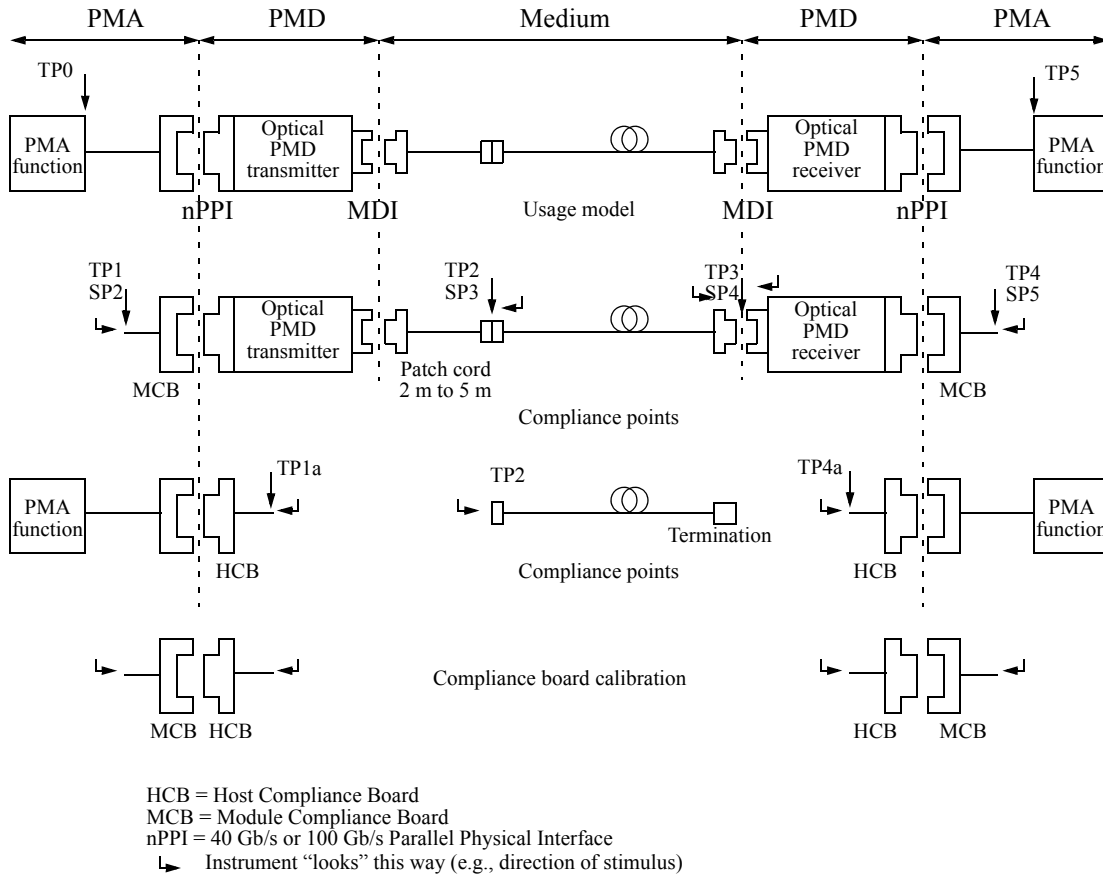 PMA PMD Medium PMD PMA
TP0 TP5
PMA
function
Optical
PMD
transmitter
Optical
PMD
receiver
PMA
function
nPPI MDI Usage model MDI nPPI
TP1
SP2
TP2
SP3
TP3
SP4
TP4
SP5
Optical
PMD
transmitter
Optical
PMD
receiver
MCB
Patch cord
2 m to 5 m
MCB
Compliance points
TP1a TP2 TP4a
PMA
function
PMA
function
Termination
HCB Compliance points HCB
Compliance board calibration
MCB HCB HCB MCB
HCB = Host Compliance Board
MCB = Module Compliance Board
nPPI = 40 Gb/s or 100 Gb/s Parallel Physical Interface
Instrument “looks” this way (e.g., direction of stimulus)